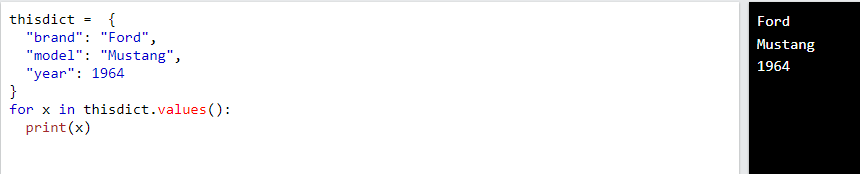 thisdict =  {
  "brand": "Ford",
  "model": "Mustang",
  "year": 1964
}
for x in thisdict.values():
  print(x)
Ford
Mustang
1964